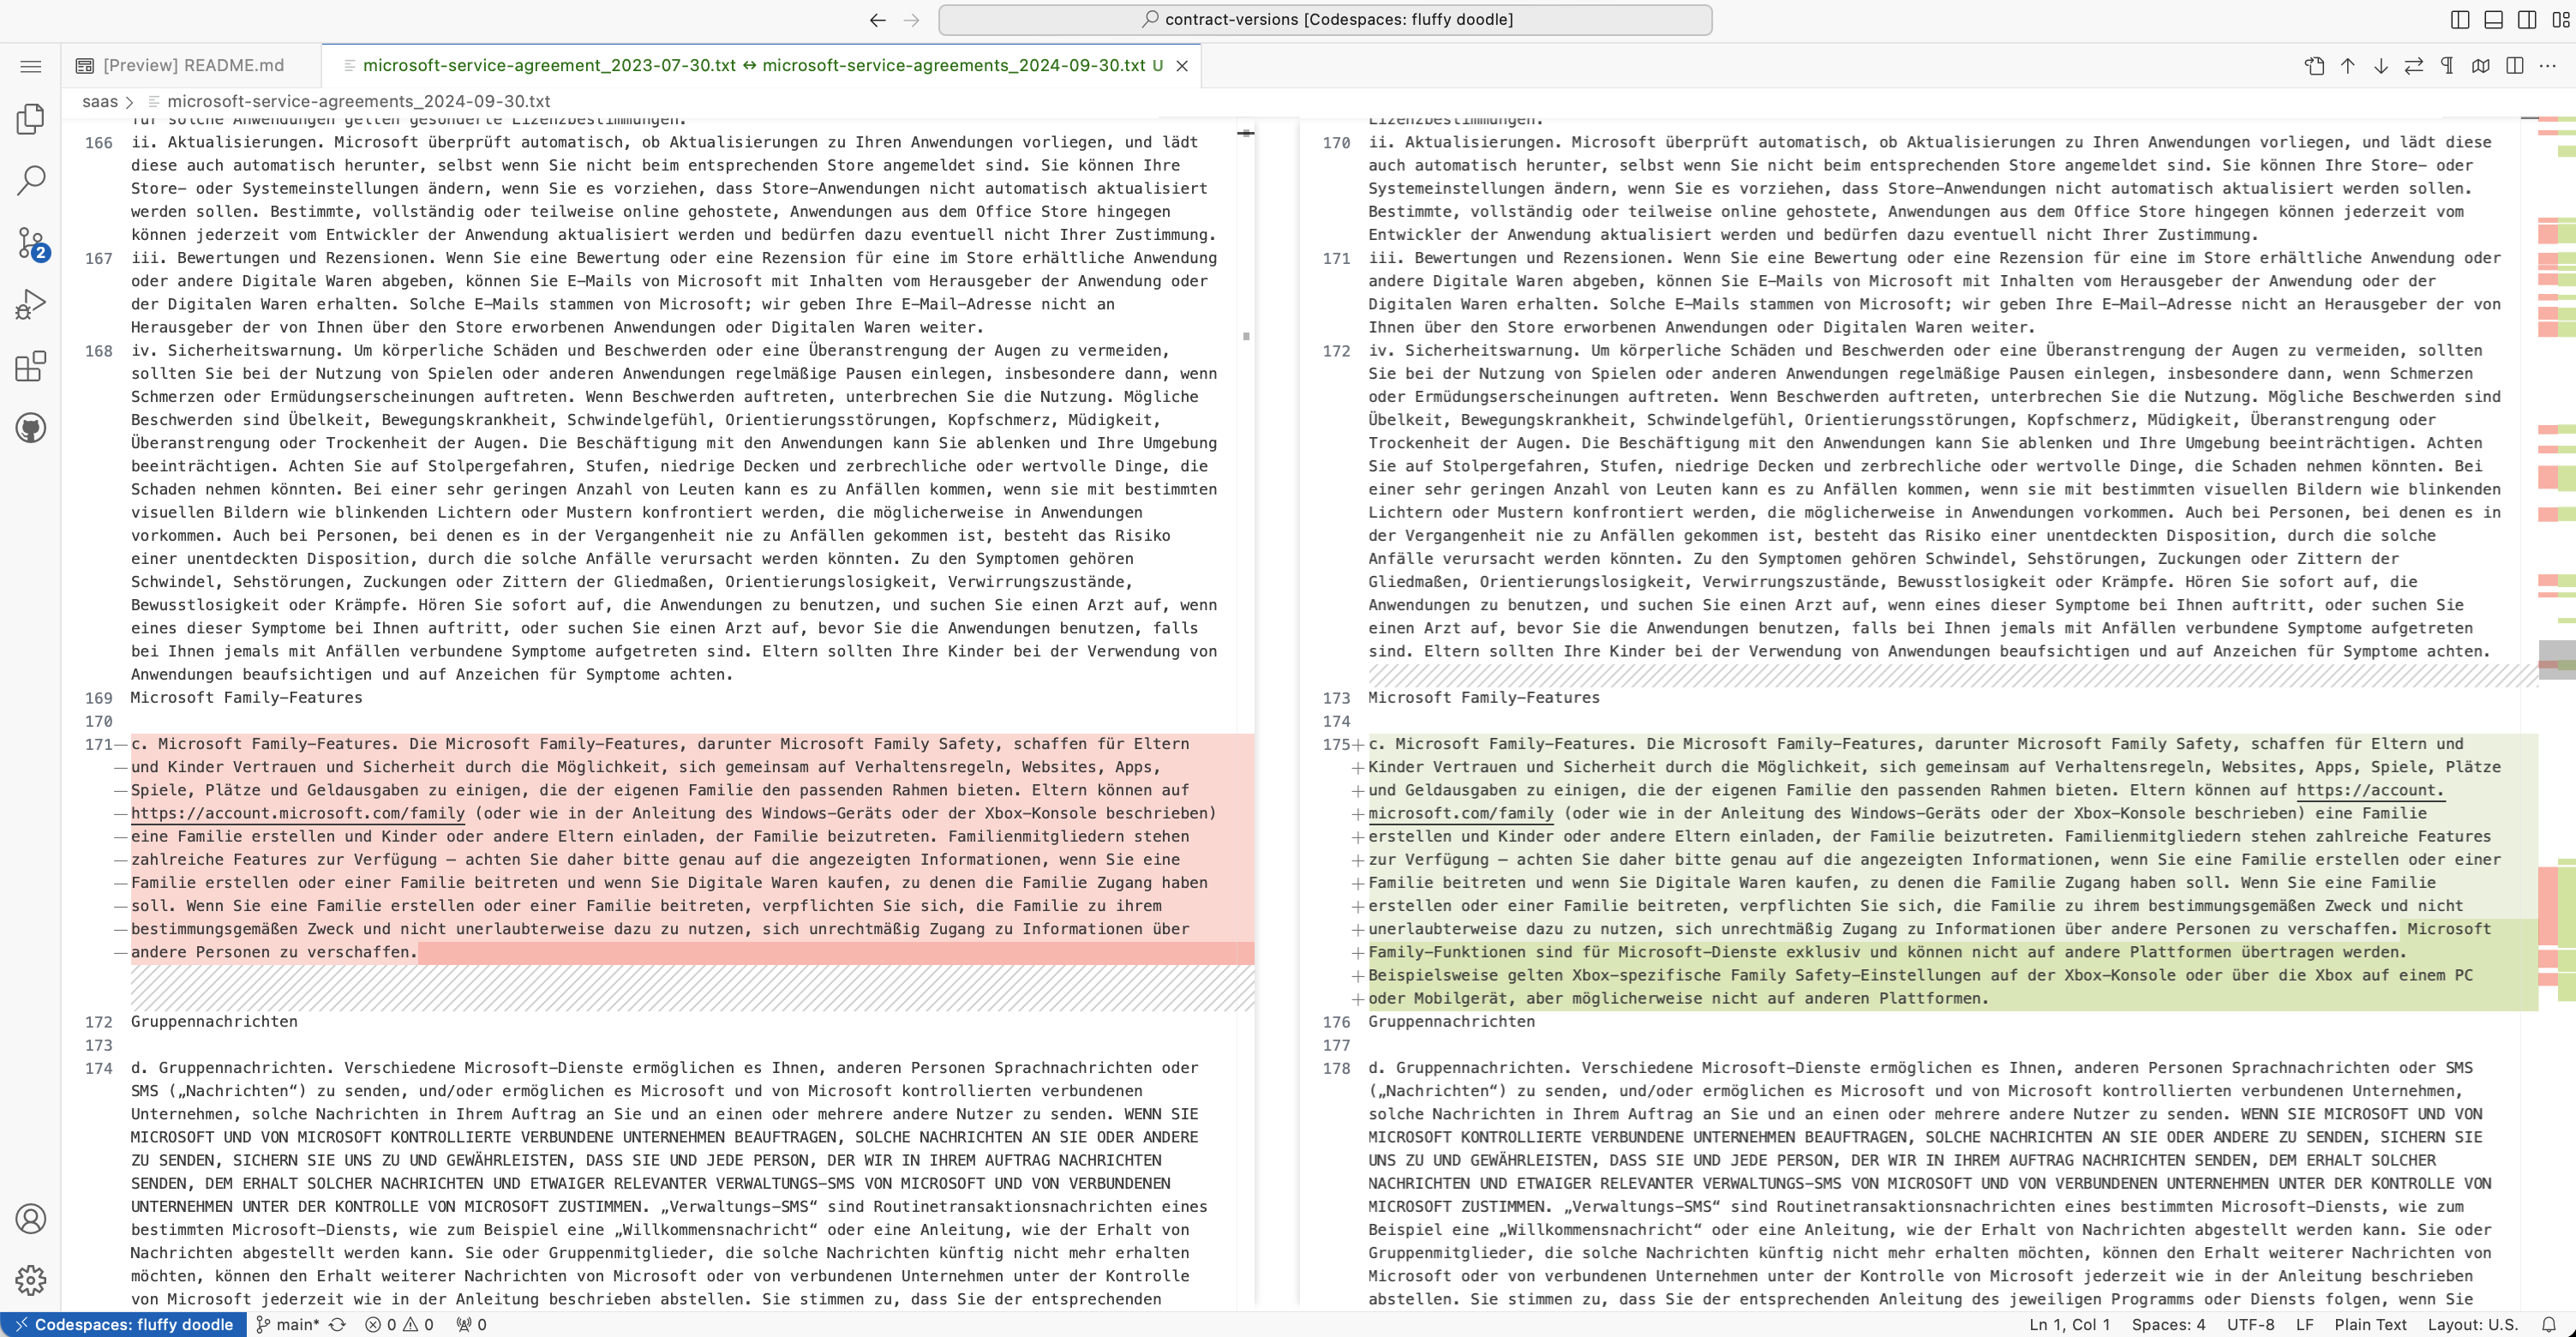 contract-versions [Codespaces: fluffy doodle]
[Preview] README.md
microsoft-service-agreement_2023-07-30.txt ↔ microsoft-service-agreements_2024-09-30.txt U
saas > microsoft-service-agreements_2024-09-30.txt
für solche Anwendungen gelten gesonderte Lizenzbestimmungen.
166 ii. Aktualisierungen. Microsoft überprüft automatisch, ob Aktualisierungen zu Ihren Anwendungen vorliegen, und lädt
diese auch automatisch herunter, selbst wenn Sie nicht beim entsprechenden Store angemeldet sind. Sie können Ihre
Store- oder Systemeinstellungen ändern, wenn Sie es vorziehen, dass Store-Anwendungen nicht automatisch aktualisiert
werden sollen. Bestimmte, vollständig oder teilweise online gehostete, Anwendungen aus dem Office Store hingegen
können jederzeit vom Entwickler der Anwendung aktualisiert werden und bedürfen dazu eventuell nicht Ihrer Zustimmung.
167 iii. Bewertungen und Rezensionen. Wenn Sie eine Bewertung oder eine Rezension für eine im Store erhältliche Anwendung
oder andere Digitale Waren abgeben, können Sie E-Mails von Microsoft mit Inhalten vom Herausgeber der Anwendung oder
der Digitalen Waren erhalten. Solche E-Mails stammen von Microsoft; wir geben Ihre E-Mail-Adresse nicht an
Herausgeber der von Ihnen über den Store erworbenen Anwendungen oder Digitalen Waren weiter.
168 iv. Sicherheitswarnung. Um körperliche Schäden und Beschwerden oder eine Überanstrengung der Augen zu vermeiden,
sollten Sie bei der Nutzung von Spielen oder anderen Anwendungen regelmäßige Pausen einlegen, insbesondere dann, wenn
Schmerzen oder Ermüdungserscheinungen auftreten. Wenn Beschwerden auftreten, unterbrechen Sie die Nutzung. Mögliche
Beschwerden sind Übelkeit, Bewegungskrankheit, Schwindelgefühl, Orientierungsstörungen, Kopfschmerz, Müdigkeit,
Überanstrengung oder Trockenheit der Augen. Die Beschäftigung mit den Anwendungen kann Sie ablenken und Ihre Umgebung
beeinträchtigen. Achten Sie auf Stolpergefahren, Stufen, niedrige Decken und zerbrechliche oder wertvolle Dinge, die
Schaden nehmen könnten. Bei einer sehr geringen Anzahl von Leuten kann es zu Anfällen kommen, wenn sie mit bestimmten
visuellen Bildern wie blinkenden Lichtern oder Mustern konfrontiert werden, die möglicherweise in Anwendungen
vorkommen. Auch bei Personen, bei denen es in der Vergangenheit nie zu Anfällen gekommen ist, besteht das Risiko
einer unentdeckten Disposition, durch die solche Anfälle verursacht werden könnten. Zu den Symptomen gehören
Schwindel, Sehstörungen, Zuckungen oder Zittern der Gliedmaßen, Orientierungslosigkeit, Verwirrungszustände,
Bewusstlosigkeit oder Krämpfe. Hören Sie sofort auf, die Anwendungen zu benutzen, und suchen Sie einen Arzt auf, wenn
eines dieser Symptome bei Ihnen auftritt, oder suchen Sie einen Arzt auf, bevor Sie die Anwendungen benutzen, falls
bei Ihnen jemals mit Anfällen verbundene Symptome aufgetreten sind. Eltern sollten Ihre Kinder bei der Verwendung von
Anwendungen beaufsichtigen und auf Anzeichen für Symptome achten.
169 Microsoft Family-Features
170
171 c. Microsoft Family-Features. Die Microsoft Family-Features, darunter Microsoft Family Safety, schaffen für Eltern
und Kinder Vertrauen und Sicherheit durch die Möglichkeit, sich gemeinsam auf Verhaltensregeln, Websites, Apps,
Spiele, Plätze und Geldausgaben zu einigen, die der eigenen Familie den passenden Rahmen bieten. Eltern können auf
https://account.microsoft.com/family (oder wie in der Anleitung des Windows-Geräts oder der Xbox-Konsole beschrieben)
eine Familie erstellen und Kinder oder andere Eltern einladen, der Familie beizutreten. Familienmitgliedern stehen
zahlreiche Features zur Verfügung – achten Sie daher bitte genau auf die angezeigten Informationen, wenn Sie eine
Familie erstellen oder einer Familie beitreten und wenn Sie Digitale Waren kaufen, zu denen die Familie Zugang haben
soll. Wenn Sie eine Familie erstellen oder einer Familie beitreten, verpflichten Sie sich, die Familie zu ihrem
bestimmungsgemäßen Zweck und nicht unerlaubterweise dazu zu nutzen, sich unrechtmäßig Zugang zu Informationen über
andere Personen zu verschaffen.
172 Gruppennachrichten
173
174 d. Gruppennachrichten. Verschiedene Microsoft-Dienste ermöglichen es Ihnen, anderen Personen Sprachnachrichten oder
SMS („Nachrichten“) zu senden, und/oder ermöglichen es Microsoft und von Microsoft kontrollierten verbundenen
Unternehmen, solche Nachrichten in Ihrem Auftrag an Sie und an einen oder mehrere andere Nutzer zu senden. WENN SIE
MICROSOFT UND VON MICROSOFT KONTROLLIERTE VERBUNDENE UNTERNEHMEN BEAUFTRAGEN, SOLCHE NACHRICHTEN AN SIE ODER ANDERE
ZU SENDEN, SICHERN SIE UNS ZU UND GEWÄHRLEISTEN, DASS SIE UND JEDE PERSON, DER WIR IN IHREM AUFTRAG NACHRICHTEN
SENDEN, DEM ERHALT SOLCHER NACHRICHTEN UND ETWAIGER RELEVANTER VERWALTUNGS-SMS VON MICROSOFT UND VON VERBUNDENEN
UNTERNEHMEN UNTER DER KONTROLLE VON MICROSOFT ZUSTIMMEN. „Verwaltungs-SMS“ sind Routinetransaktionsnachrichten eines
bestimmten Microsoft-Diensts, wie zum Beispiel eine „Willkommensnachricht“ oder eine Anleitung, wie der Erhalt von
Nachrichten abgestellt werden kann. Sie oder Gruppenmitglieder, die solche Nachrichten künftig nicht mehr erhalten
möchten, können den Erhalt weiterer Nachrichten von Microsoft oder von verbundenen Unternehmen unter der Kontrolle
von Microsoft jederzeit wie in der Anleitung beschrieben abstellen. Sie stimmen zu, dass Sie der entsprechenden
Lizenzbestimmungen.
170 ii. Aktualisierungen. Microsoft überprüft automatisch, ob Aktualisierungen zu Ihren Anwendungen vorliegen, und lädt diese
auch automatisch herunter, selbst wenn Sie nicht beim entsprechenden Store angemeldet sind. Sie können Ihre Store- oder
Systemeinstellungen ändern, wenn Sie es vorziehen, dass Store-Anwendungen nicht automatisch aktualisiert werden sollen.
Bestimmte, vollständig oder teilweise online gehostete, Anwendungen aus dem Office Store hingegen können jederzeit vom
Entwickler der Anwendung aktualisiert werden und bedürfen dazu eventuell nicht Ihrer Zustimmung.
171 iii. Bewertungen und Rezensionen. Wenn Sie eine Bewertung oder eine Rezension für eine im Store erhältliche Anwendung oder
andere Digitale Waren abgeben, können Sie E-Mails von Microsoft mit Inhalten vom Herausgeber der Anwendung oder der
Digitalen Waren erhalten. Solche E-Mails stammen von Microsoft; wir geben Ihre E-Mail-Adresse nicht an Herausgeber der von
Ihnen über den Store erworbenen Anwendungen oder Digitalen Waren weiter.
172 iv. Sicherheitswarnung. Um körperliche Schäden und Beschwerden oder eine Überanstrengung der Augen zu vermeiden, sollten
Sie bei der Nutzung von Spielen oder anderen Anwendungen regelmäßige Pausen einlegen, insbesondere dann, wenn Schmerzen
oder Ermüdungserscheinungen auftreten. Wenn Beschwerden auftreten, unterbrechen Sie die Nutzung. Mögliche Beschwerden sind
Übelkeit, Bewegungskrankheit, Schwindelgefühl, Orientierungsstörungen, Kopfschmerz, Müdigkeit, Überanstrengung oder
Trockenheit der Augen. Die Beschäftigung mit den Anwendungen kann Sie ablenken und Ihre Umgebung beeinträchtigen. Achten
Sie auf Stolpergefahren, Stufen, niedrige Decken und zerbrechliche oder wertvolle Dinge, die Schaden nehmen könnten. Bei
einer sehr geringen Anzahl von Leuten kann es zu Anfällen kommen, wenn sie mit bestimmten visuellen Bildern wie blinkenden
Lichtern oder Mustern konfrontiert werden, die möglicherweise in Anwendungen vorkommen. Auch bei Personen, bei denen es in
der Vergangenheit nie zu Anfällen gekommen ist, besteht das Risiko einer unentdeckten Disposition, durch die solche
Anfälle verursacht werden könnten. Zu den Symptomen gehören Schwindel, Sehstörungen, Zuckungen oder Zittern der
Gliedmaßen, Orientierungslosigkeit, Verwirrungszustände, Bewusstlosigkeit oder Krämpfe. Hören Sie sofort auf, die
Anwendungen zu benutzen, und suchen Sie einen Arzt auf, wenn eines dieser Symptome bei Ihnen auftritt, oder suchen Sie
einen Arzt auf, bevor Sie die Anwendungen benutzen, falls bei Ihnen jemals mit Anfällen verbundene Symptome aufgetreten
sind. Eltern sollten Ihre Kinder bei der Verwendung von Anwendungen beaufsichtigen und auf Anzeichen für Symptome achten.
173 Microsoft Family-Features
174
175 c. Microsoft Family-Features. Die Microsoft Family-Features, darunter Microsoft Family Safety, schaffen für Eltern und
Kinder Vertrauen und Sicherheit durch die Möglichkeit, sich gemeinsam auf Verhaltensregeln, Websites, Apps, Spiele, Plätze
und Geldausgaben zu einigen, die der eigenen Familie den passenden Rahmen bieten. Eltern können auf https://account.
microsoft.com/family (oder wie in der Anleitung des Windows-Geräts oder der Xbox-Konsole beschrieben) eine Familie
erstellen und Kinder oder andere Eltern einladen, der Familie beizutreten. Familienmitgliedern stehen zahlreiche Features
zur Verfügung – achten Sie daher bitte genau auf die angezeigten Informationen, wenn Sie eine Familie erstellen oder einer
Familie beitreten und wenn Sie Digitale Waren kaufen, zu denen die Familie Zugang haben soll. Wenn Sie eine Familie
erstellen oder einer Familie beitreten, verpflichten Sie sich, die Familie zu ihrem bestimmungsgemäßen Zweck und nicht
unerlaubterweise dazu zu nutzen, sich unrechtmäßig Zugang zu Informationen über andere Personen zu verschaffen. Microsoft
Family-Funktionen sind für Microsoft-Dienste exklusiv und können nicht auf andere Plattformen übertragen werden.
Beispielsweise gelten Xbox-spezifische Family Safety-Einstellungen auf der Xbox-Konsole oder über die Xbox auf einem PC
oder Mobilgerät, aber möglicherweise nicht auf anderen Plattformen.
176 Gruppennachrichten
177
178 d. Gruppennachrichten. Verschiedene Microsoft-Dienste ermöglichen es Ihnen, anderen Personen Sprachnachrichten oder SMS
(„Nachrichten“) zu senden, und/oder ermöglichen es Microsoft und von Microsoft kontrollierten verbundenen Unternehmen,
solche Nachrichten in Ihrem Auftrag an Sie und an einen oder mehrere andere Nutzer zu senden. WENN SIE MICROSOFT UND VON
MICROSOFT KONTROLLIERTE VERBUNDENE UNTERNEHMEN BEAUFTRAGEN, SOLCHE NACHRICHTEN AN SIE ODER ANDERE ZU SENDEN, SICHERN SIE
UNS ZU UND GEWÄHRLEISTEN, DASS SIE UND JEDE PERSON, DER WIR IN IHREM AUFTRAG NACHRICHTEN SENDEN, DEM ERHALT SOLCHER
NACHRICHTEN UND ETWAIGER RELEVANTER VERWALTUNGS-SMS VON MICROSOFT UND VON VERBUNDENEN UNTERNEHMEN UNTER DER KONTROLLE VON
MICROSOFT ZUSTIMMEN. „Verwaltungs-SMS“ sind Routinetransaktionsnachrichten eines bestimmten Microsoft-Diensts, wie zum
Beispiel eine „Willkommensnachricht“ oder eine Anleitung, wie der Erhalt von Nachrichten abgestellt werden kann. Sie oder
Gruppenmitglieder, die solche Nachrichten künftig nicht mehr erhalten möchten, können den Erhalt weiterer Nachrichten von
Microsoft oder von verbundenen Unternehmen unter der Kontrolle von Microsoft jederzeit wie in der Anleitung beschrieben
abstellen. Sie stimmen zu, dass Sie der entsprechenden Anleitung des jeweiligen Programms oder Diensts folgen, wenn Sie
2
Codespaces: fluffy doodle main* 0 0 0 Ln 1, Col 1 Spaces: 4 UTF-8 LF Plain Text Layout: U.S.